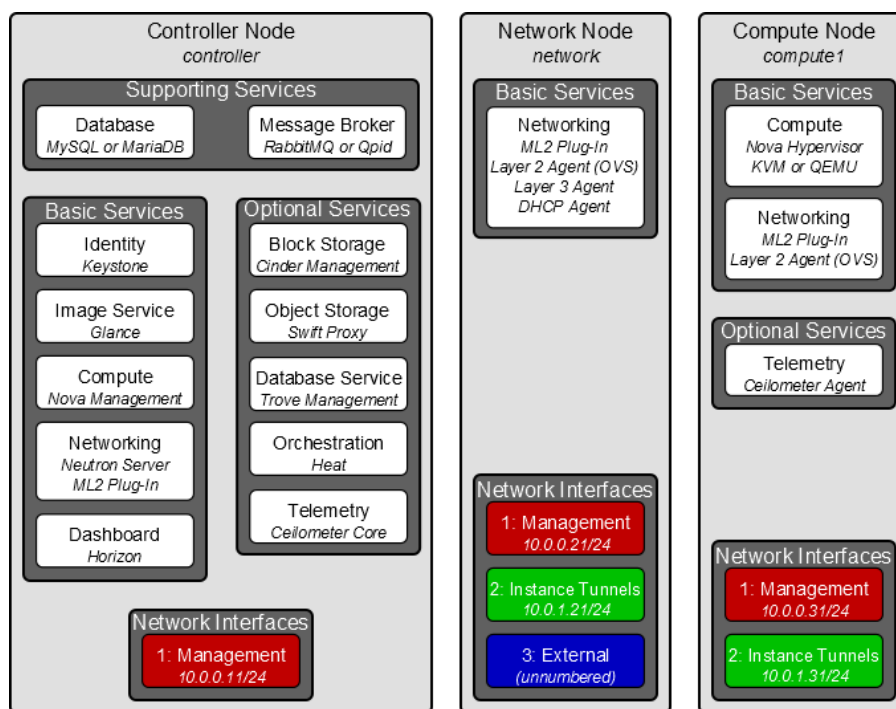 Controller Node
controller
Supporting Services
Database
MySQL or MariaDB
Message Broker
RabbitMQ or Qpid
Basic Services
Identity
Keystone
Image Service
Glance
Compute
Nova Management
Networking
Neutron Server
ML2 Plug-In
Dashboard
Horizon
Optional Services
Block Storage
Cinder Management
Object Storage
Swift Proxy
Database Service
Trove Management
Orchestration
Heat
Telemetry
Ceilometer Core
Network Interfaces
1: Management
10.0.0.11/24
Network Node
network
Basic Services
Networking
ML2 Plug-In
Layer 2 Agent (OVS)
Layer 3 Agent
DHCP Agent
Network Interfaces
1: Management
10.0.0.21/24
2: Instance Tunnels
10.0.1.21/24
3: External
(unnumbered)
Compute Node
compute1
Basic Services
Compute
Nova Hypervisor
KVM or QEMU
Networking
ML2 Plug-In
Layer 2 Agent (OVS)
Optional Services
Telemetry
Ceilometer Agent
Network Interfaces
1: Management
10.0.0.31/24
2: Instance Tunnels
10.0.1.31/24